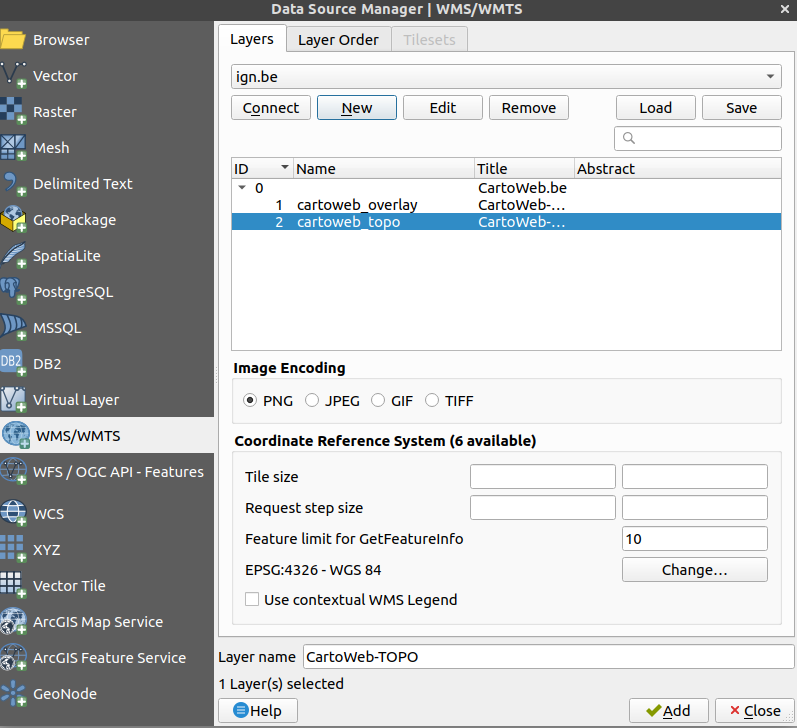 Data Source Manager | WMS/WMTS
Browser
Vector
Raster
Mesh
Delimited Text
GeoPackage
SpatiaLite
PostgreSQL
MSSQL
DB2
DB2
Virtual Layer
WMS/WMTS
WFS / OGC API - Features
WCS
XYZ
Vector Tile
ArcGIS Map Service
ArcGIS Feature Service
GeoNode
Layers Layer Order Tilesets
ign.be
Connect New Edit Remove Load Save
ID Name Title Abstract
0 CartoWeb.be
1 cartoweb_overlay CartoWeb-...
2 cartoweb_topo CartoWeb-...
Image Encoding
PNG JPEG GIF TIFF
Coordinate Reference System (6 available)
Tile size
Request step size
Feature limit for GetFeatureInfo 10
EPSG:4326 - WGS 84 Change...
Use contextual WMS Legend
Layer name CartoWeb-TOPO
1 Layer(s) selected
Help Add Close